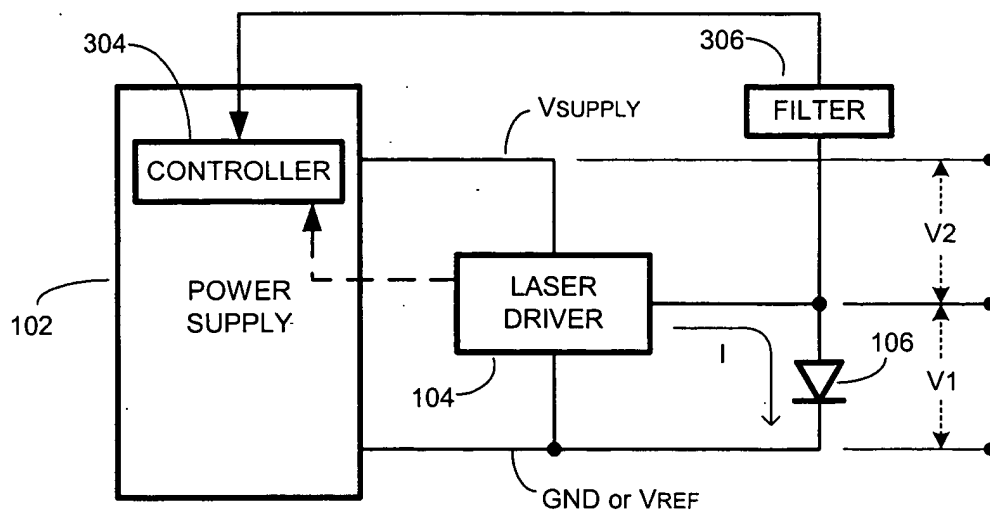 304
306
VSUPPLY
FILTER
CONTROLLER
V2
POWER
SUPPLY
LASER
DRIVER
102
I
106
V1
104
GND or VREF